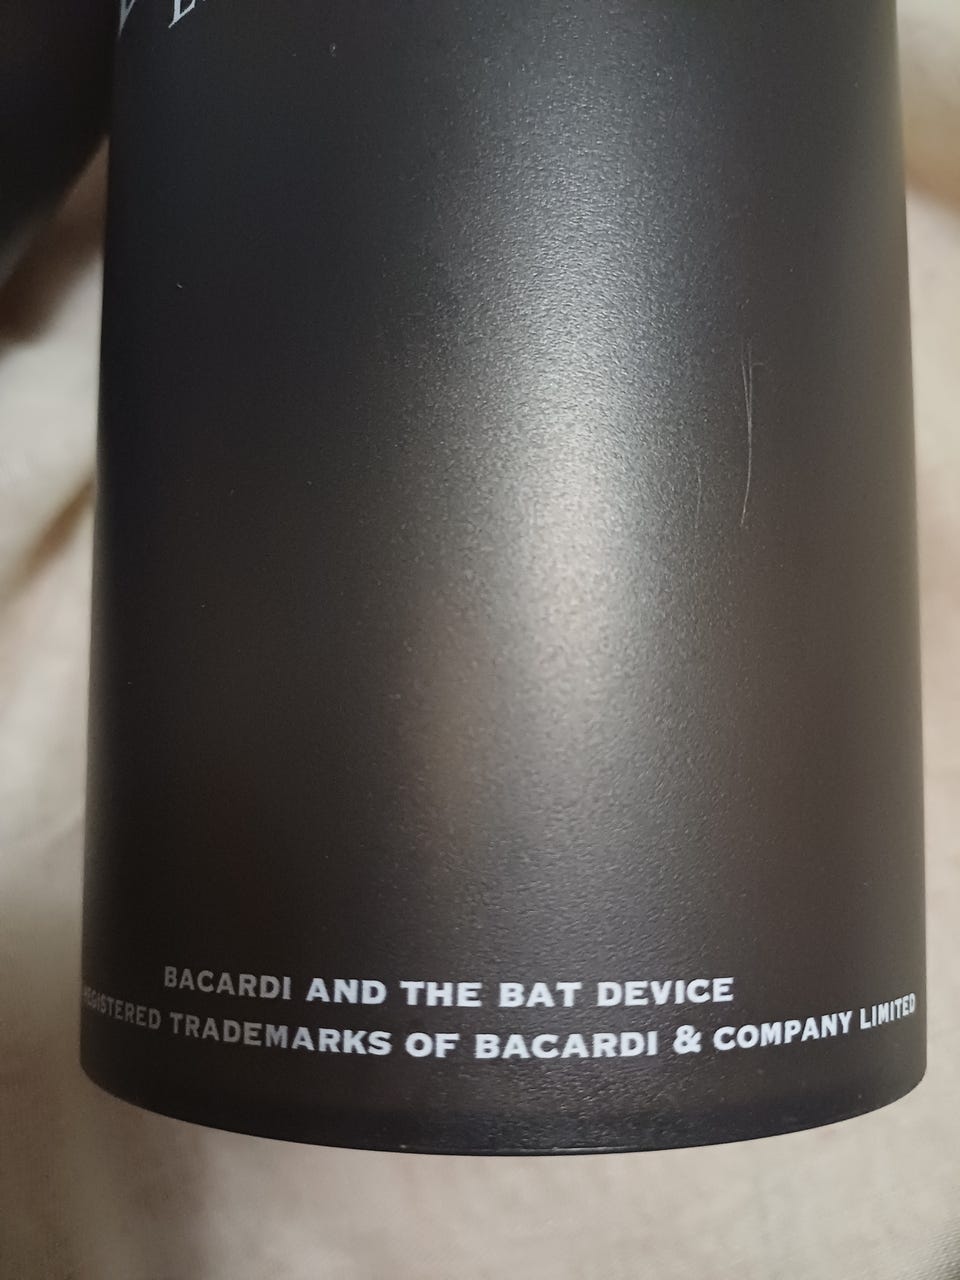 BACARDI AND THE BAT DEVICE
REGISTERED TRADEMARKS OF BACARDI & COMPANY LIMITED